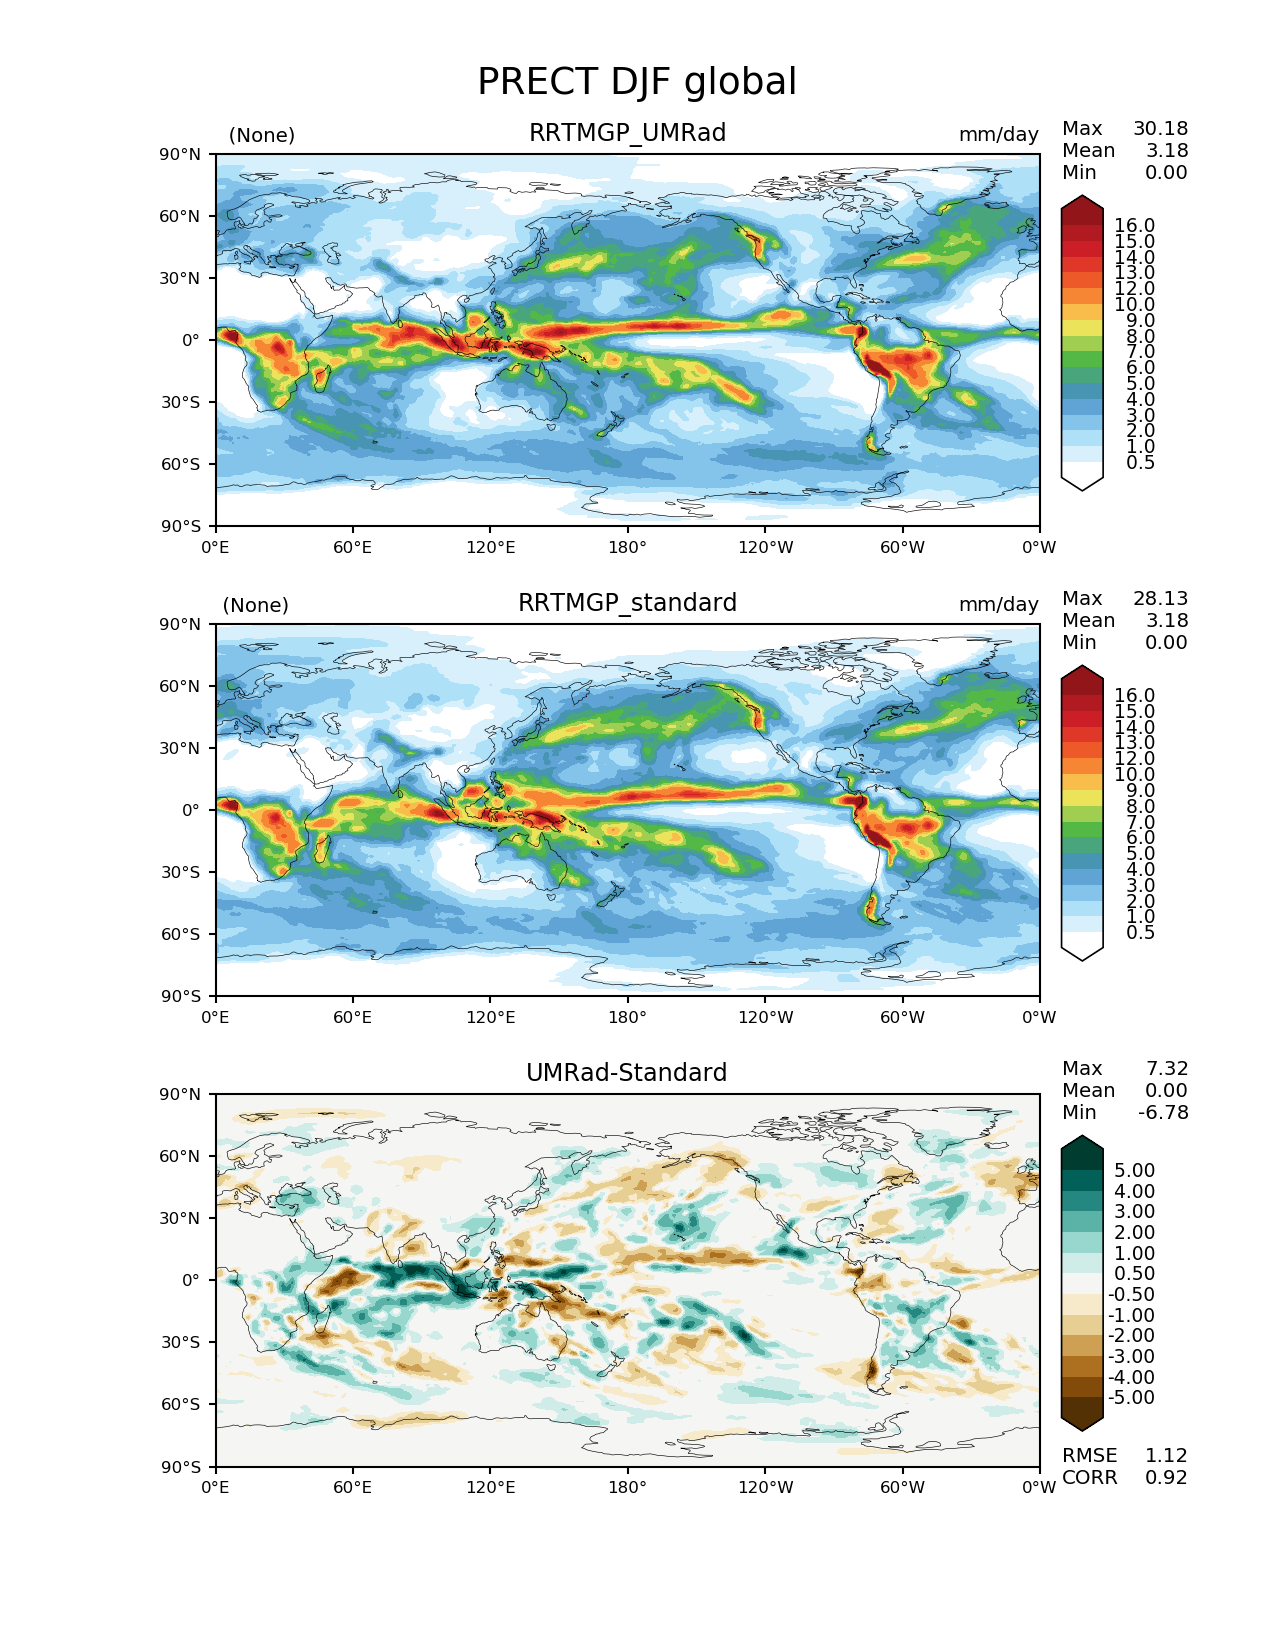 PRECT DJF global
(None) RRTMGP_UMRad mm/day
Max 30.18
Mean 3.18
Min 0.00
90°N
60°N
30°N
0°
30°S
60°S
90°S
0°E 60°E 120°E 180° 120°W 60°W 0°W
16.0
15.0
14.0
13.0
12.0
10.0
9.0
8.0
7.0
6.0
5.0
4.0
3.0
2.0
1.0
0.5
(None) RRTMGP_standard mm/day
Max 28.13
Mean 3.18
Min 0.00
90°N
60°N
30°N
0°
30°S
60°S
90°S
0°E 60°E 120°E 180° 120°W 60°W 0°W
16.0
15.0
14.0
13.0
12.0
10.0
9.0
8.0
7.0
6.0
5.0
4.0
3.0
2.0
1.0
0.5
UMRad-Standard
Max 7.32
Mean 0.00
Min -6.78
90°N
60°N
30°N
0°
30°S
60°S
90°S
0°E 60°E 120°E 180° 120°W 60°W 0°W
5.00
4.00
3.00
2.00
1.00
0.50
-0.50
-1.00
-2.00
-3.00
-4.00
-5.00
RMSE 1.12
CORR 0.92